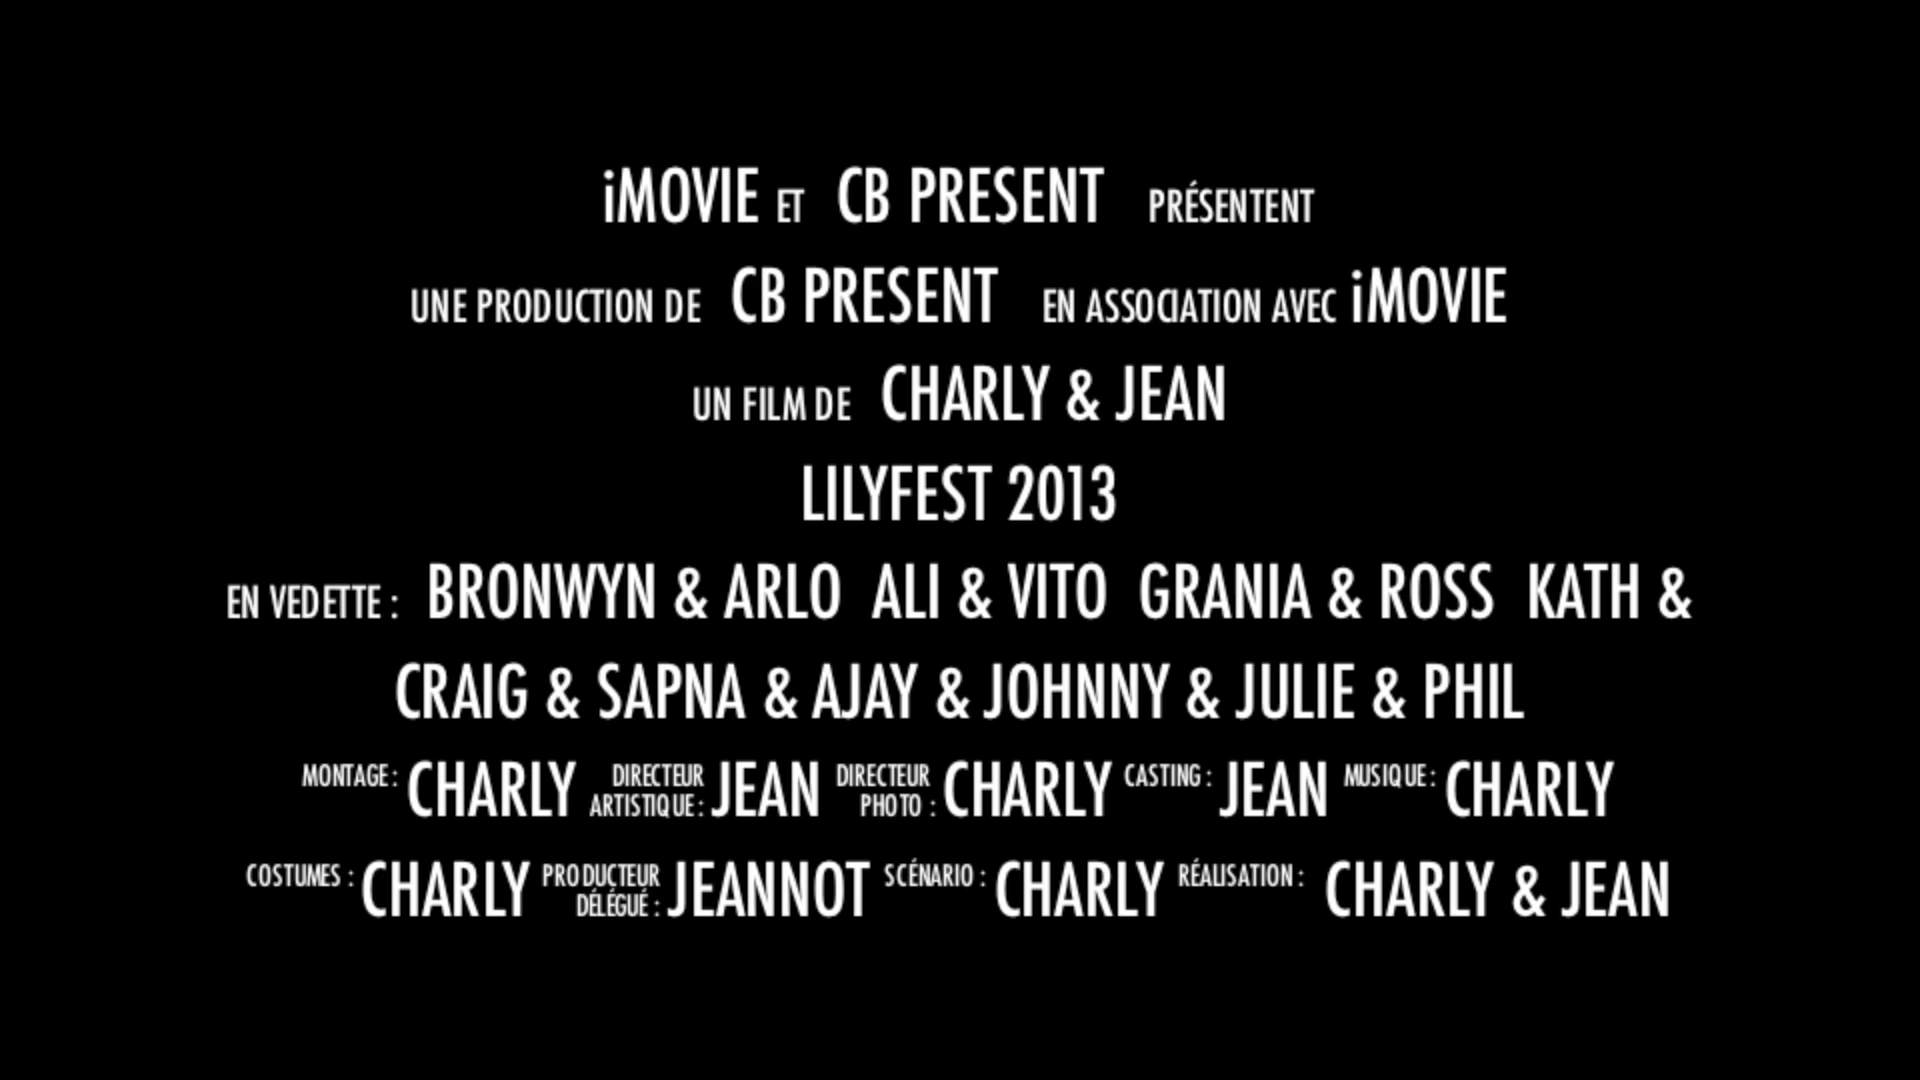 iMOVIE ET CB PRESENT PRÉSENTENT
UNE PRODUCTION DE CB PRESENT EN ASSOCIATION AVEC iMOVIE
UN FILM DE CHARLY & JEAN
LILYFEST 2013
EN VEDETTE : BRONWYN & ARLO ALI & VITO GRANIA & ROSS KATH &
CRAIG & SAPNA & AJAY & JOHNNY & JULIE & PHIL
MONTAGE : CHARLY DIRECTEUR ARTISTIQUE : JEAN DIRECTEUR PHOTO : CHARLY CASTING : JEAN MUSIQUE : CHARLY
COSTUMES : CHARLY PRODUCTEUR DÉLÉGUÉ : JEANNOT SCÉNARIO : CHARLY RÉALISATION : CHARLY & JEAN